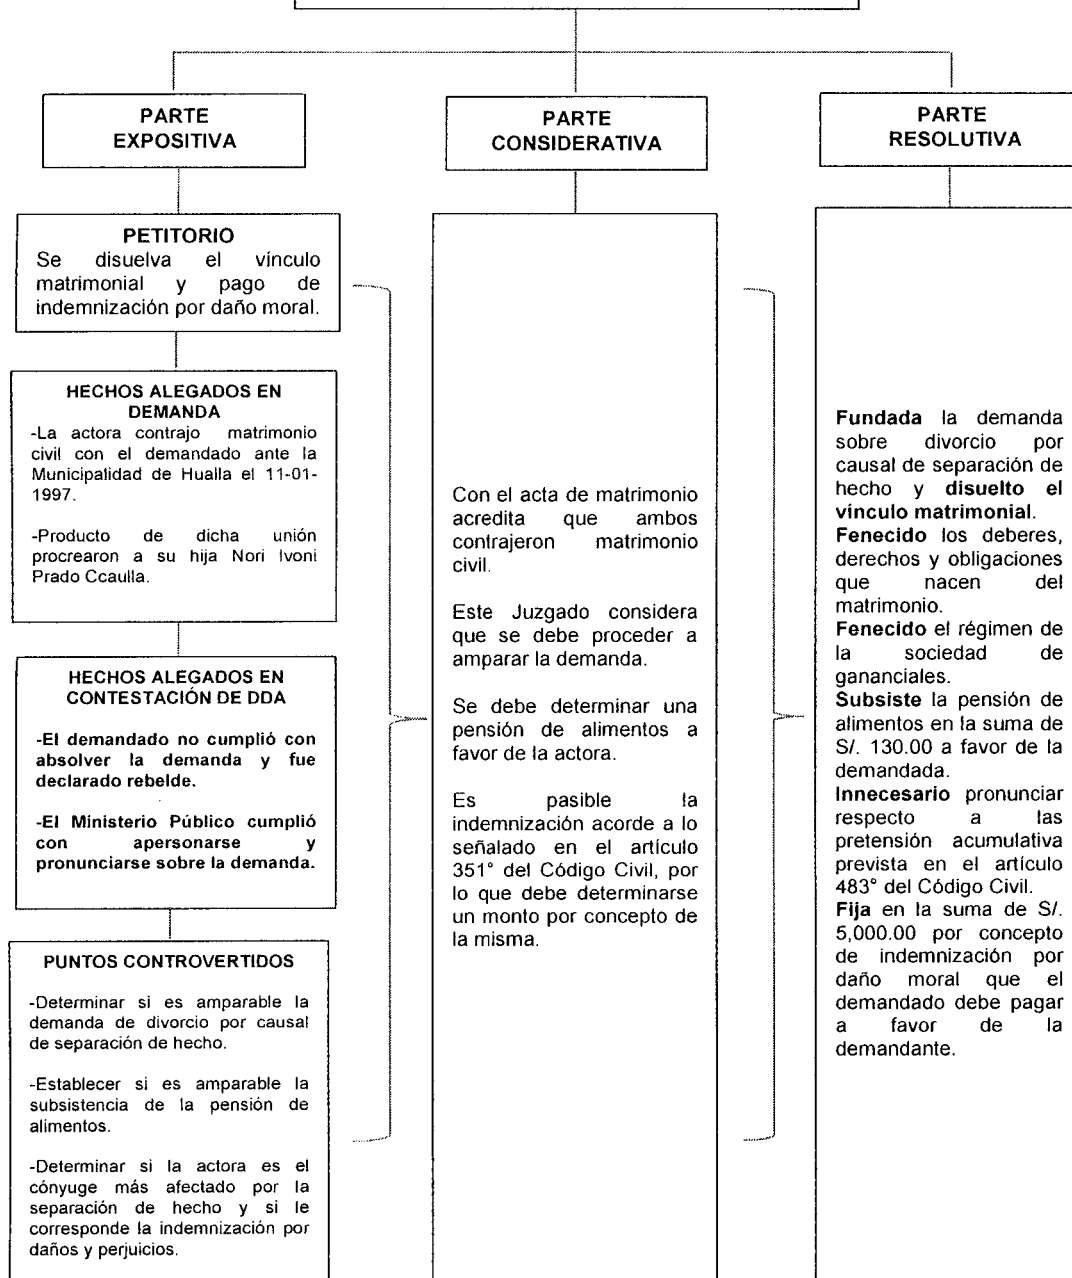 PARTE
EXPOSITIVA
PETITORIO
Se disuelva el vínculo
matrimonial y pago de
indemnización por daño moral.
HECHOS ALEGADOS EN
DEMANDA
-La actora contrajo matrimonio
civil con el demandado ante la
Municipalidad de Hualla el 11-01-
1997.
-Producto de dicha unión
procrearon a su hija Nori Ivoni
Prado Ccaulla.
HECHOS ALEGADOS EN
CONTESTACIÓN DE DDA
-El demandado no cumplió con
absolver la demanda y fue
declarado rebelde.
-El Ministerio Público cumplió
con apersonarse y
pronunciarse sobre la demanda.
PUNTOS CONTROVERTIDOS
-Determinar si es amparable la
demanda de divorcio por causal
de separación de hecho.
-Establecer si es amparable la
subsistencia de la pensión de
alimentos.
-Determinar si la actora es el
cónyuge más afectado por la
separación de hecho y si le
corresponde la indemnización por
daños y perjuicios.
PARTE
CONSIDERATIVA
Con el acta de matrimonio
acredita que ambos
contrajeron matrimonio
civil.
Este Juzgado considera
que se debe proceder a
amparar la demanda.
Se debe determinar una
pensión de alimentos a
favor de la actora.
Es pasible la
indemnización acorde a lo
señalado en el artículo
351° del Código Civil, por
lo que debe determinarse
un monto por concepto de
la misma.
PARTE
RESOLUTIVA
Fundada la demanda
sobre divorcio por
causal de separación de
hecho y disuelto el
vínculo matrimonial.
Fenecido los deberes,
derechos y obligaciones
que nacen del
matrimonio.
Fenecido el régimen de
la sociedad de
gananciales.
Subsiste la pensión de
alimentos en la suma de
S/. 130.00 a favor de la
demandada.
Innecesario pronunciar
respecto a las
pretensión acumulativa
prevista en el artículo
483° del Código Civil.
Fija en la suma de S/.
5,000.00 por concepto
de indemnización por
daño moral que el
demandado debe pagar
a favor de la
demandante.